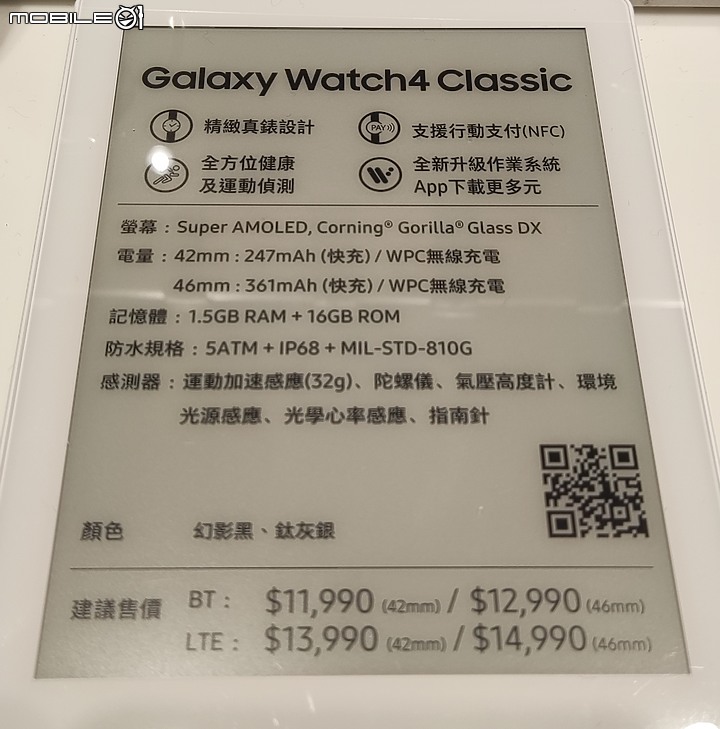 MOBILE01
Galaxy Watch4 Classic
精緻真錶設計
PAY
支援行動支付(NFC)
全方位健康
及運動偵測
全新升級作業系統
App下載更多元
螢幕：Super AMOLED, Corning® Gorilla® Glass DX
電量：42mm : 247mAh (快充) / WPC無線充電
46mm : 361mAh (快充) / WPC無線充電
記憶體：1.5GB RAM + 16GB ROM
防水規格：5ATM + IP68 + MIL-STD-810G
感測器：運動加速感應(32g)、陀螺儀、氣壓高度計、環境
光源感應、光學心率感應、指南針
顏色 幻影黑、鈦灰銀
建議售價 BT： $11,990 (42mm) / $12,990 (46mm)
LTE： $13,990 (42mm) / $14,990 (46mm)